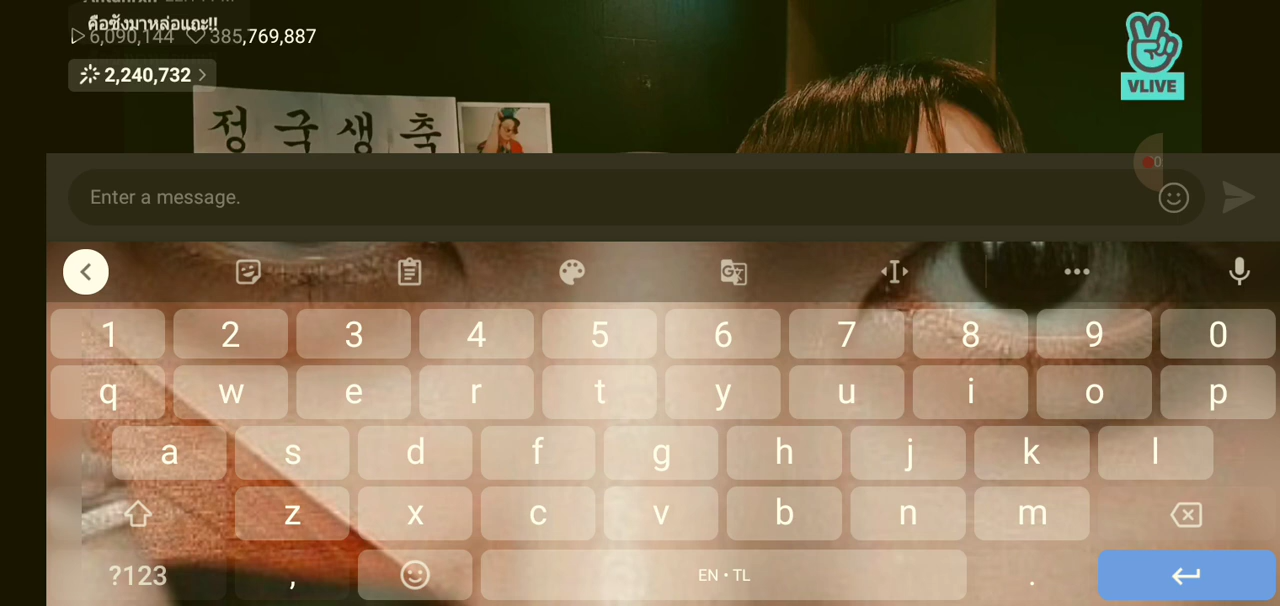 คือซังมาหล่อแถะ!!
6,090,144 385,769,887
2,240,732
VLIVE
정국생축
Enter a message.
1 2 3 4 5 6 7 8 9 0
q w e r t y u i o p
a s d f g h j k l
z x c v b n m
?123 , EN • TL .